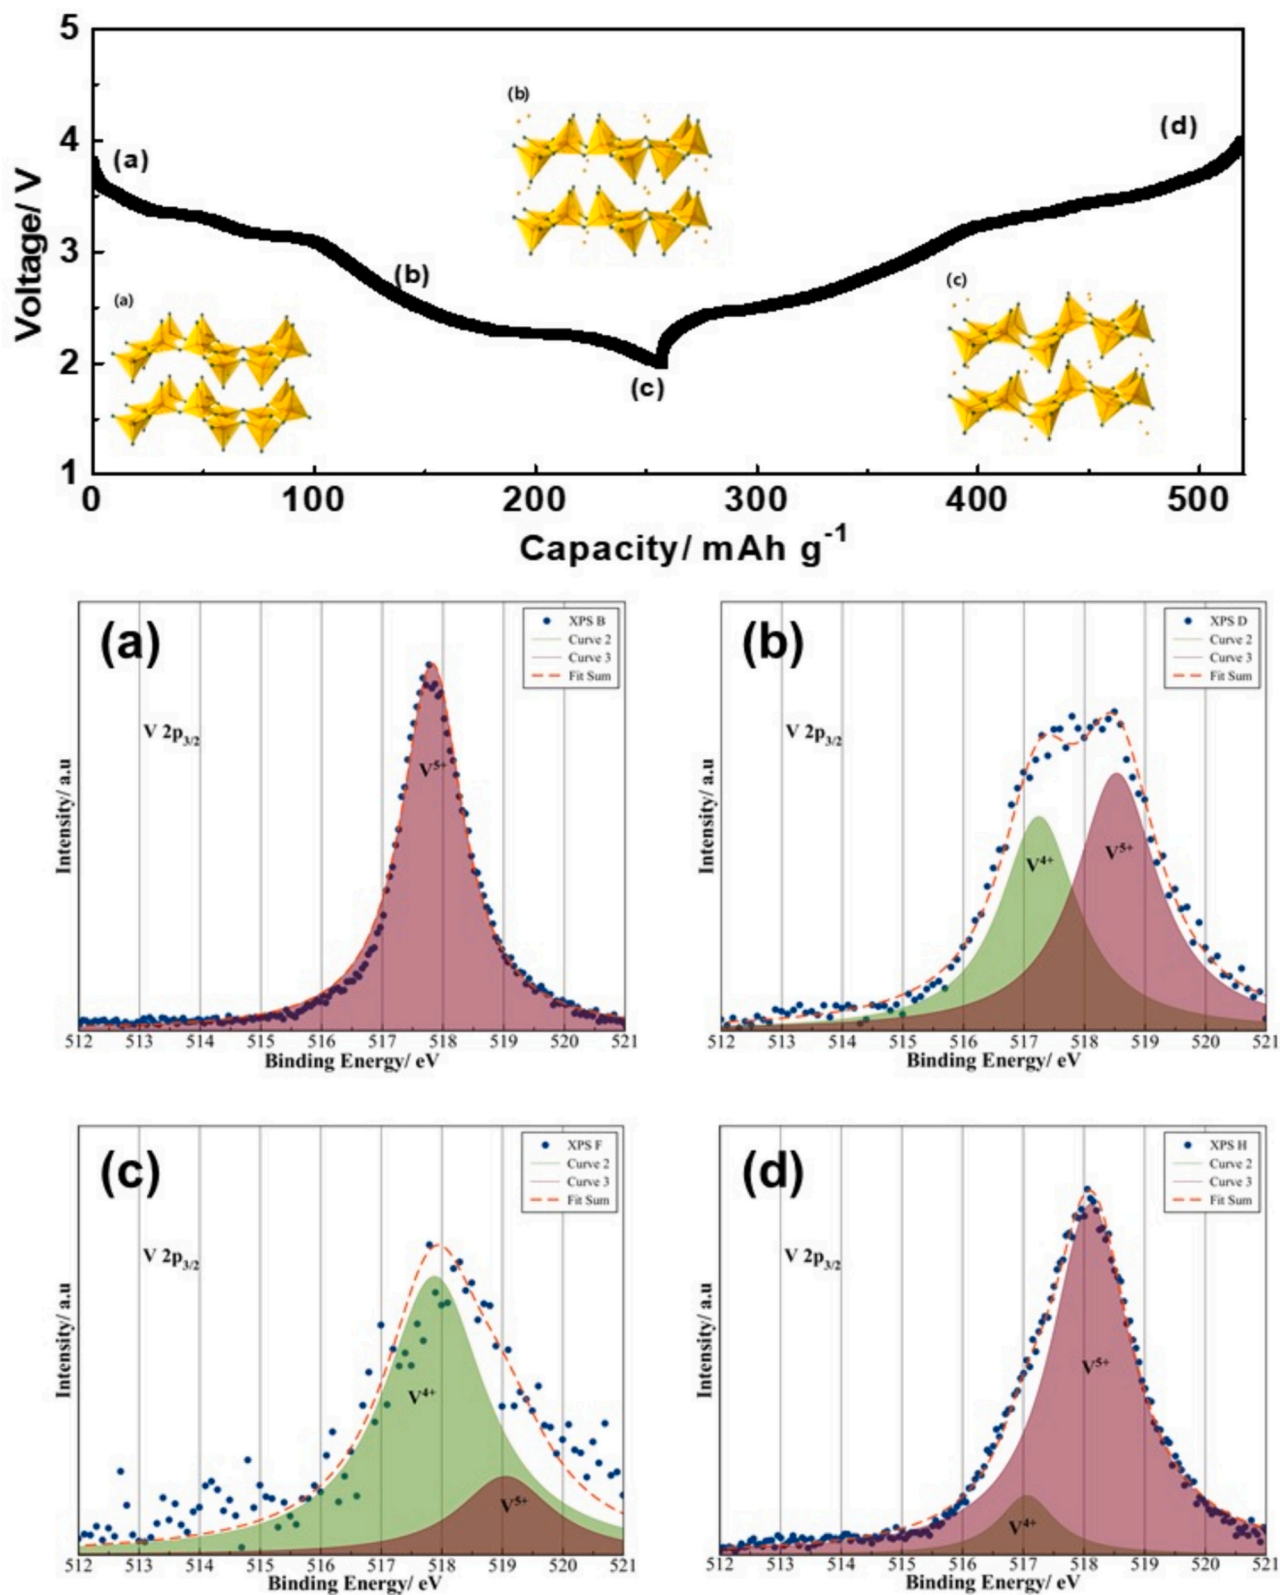 5
4
3
2
1
Voltage/ V
(a)
(b)
(c)
(d)
(a)
(b)
(c)
0 100 200 300 400 500
Capacity/ mAh g⁻¹
(a)
XPS B
Curve 2
Curve 3
Fit Sum
V 2p₃/₂
V⁵⁺
Intensity/ a.u
512 513 514 515 516 517 518 519 520 521
Binding Energy/ eV
(b)
XPS D
Curve 2
Curve 3
Fit Sum
V 2p₃/₂
V⁴⁺ V⁵⁺
Intensity/ a.u
512 513 514 515 516 517 518 519 520 521
Binding Energy/ eV
(c)
XPS F
Curve 2
Curve 3
Fit Sum
V 2p₃/₂
V⁴⁺
V⁵⁺
Intensity/ a.u
512 513 514 515 516 517 518 519 520 521
Binding Energy/ eV
(d)
XPS H
Curve 2
Curve 3
Fit Sum
V 2p₃/₂
V⁵⁺
V⁴⁺
Intensity/ a.u
512 513 514 515 516 517 518 519 520 521
Binding Energy/ eV